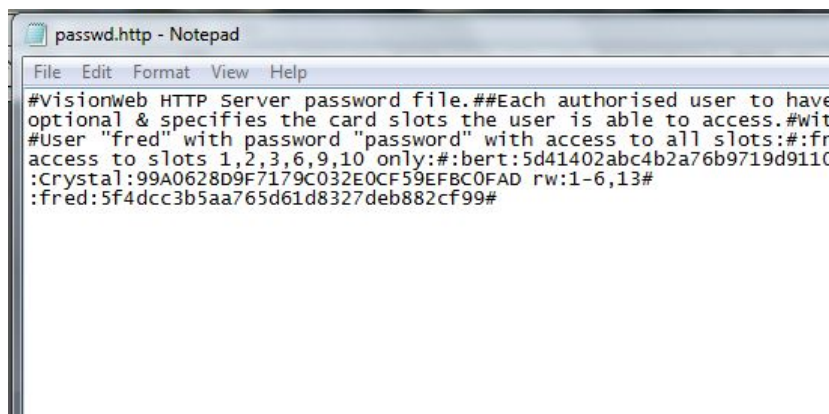 passwd.http - Notepad
File Edit Format View Help
#VisionWeb HTTP Server password file.##Each authorised user to have
optional & specifies the card slots the user is able to access.#Wit
#User "fred" with password "password" with access to all slots:#:fr
access to slots 1,2,3,6,9,10 only:#:bert:5d41402abc4b2a76b9719d9110
:Crystal:99A0628D9F7179C032E0CF59EFBC0FAD rw:1-6,13#
:fred:5f4dcc3b5aa765d61d8327deb882cf99#